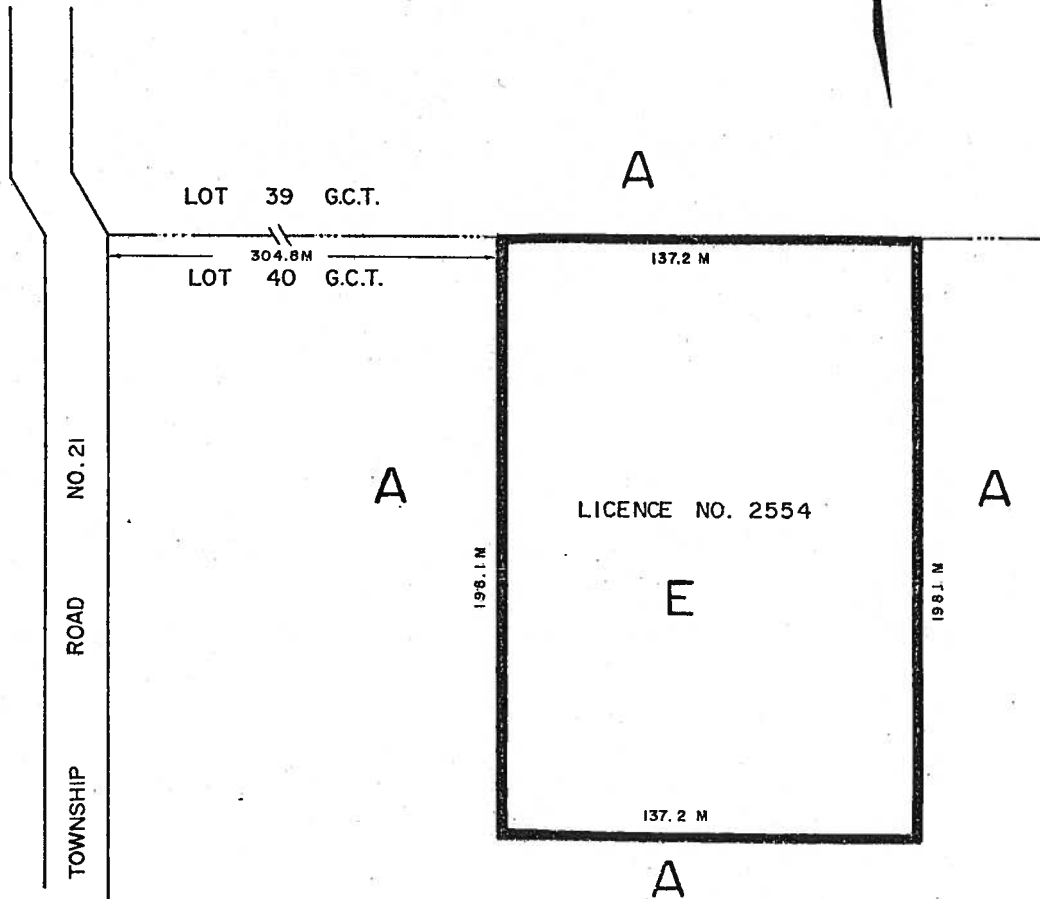 A
LOT 39 G.C.T.
304.8M
137.2 M
LOT 40 G.C.T.
TOWNSHIP ROAD NO. 21
A
A
LICENCE NO. 2554
198.1 M
E
198.1 M
137.2 M
A